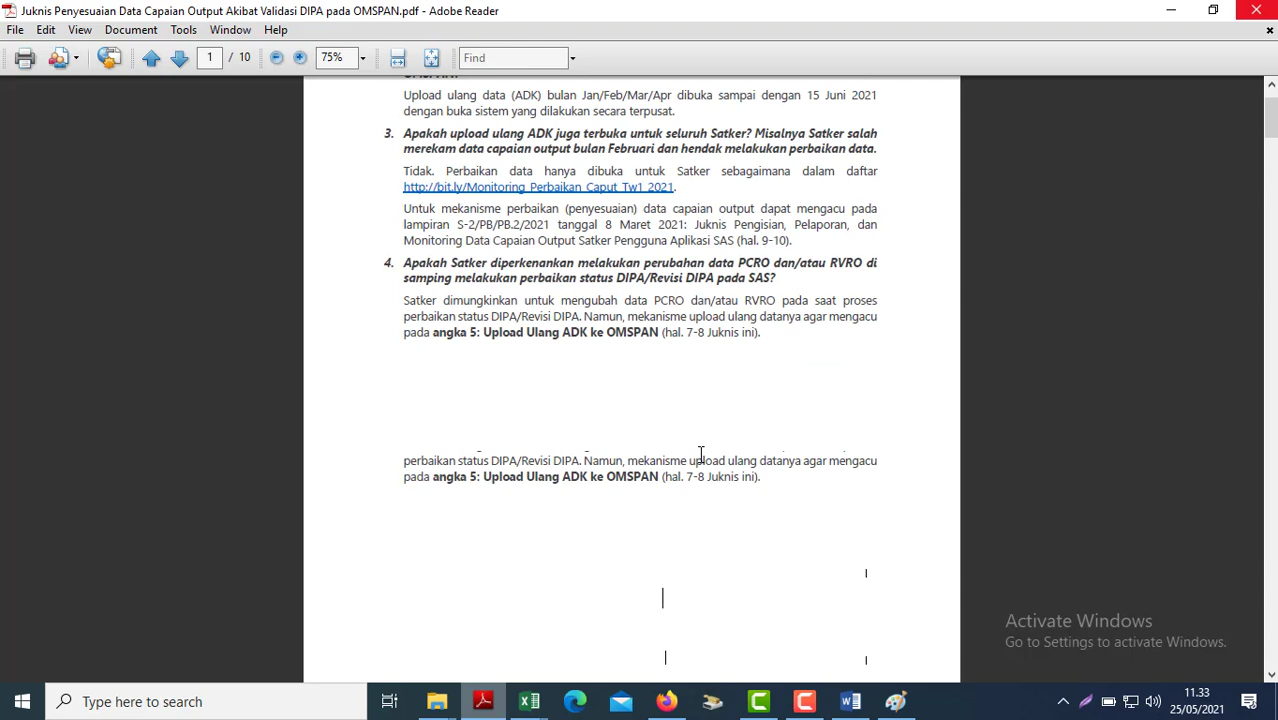 Juknis Penyesuaian Data Capaian Output Akibat Validasi DIPA pada OMSPAN.pdf - Adobe Reader
File Edit View Document Tools Window Help
1 / 10 75% Find
Upload ulang data (ADK) bulan Jan/Feb/Mar/Apr dibuka sampai dengan 15 Juni 2021
dengan buka sistem yang dilakukan secara terpusat.
3. Apakah upload ulang ADK juga terbuka untuk seluruh Satker? Misalnya Satker salah
merekam data capaian output bulan Februari dan hendak melakukan perbaikan data.
Tidak. Perbaikan data hanya dibuka untuk Satker sebagaimana dalam daftar
http://bit.ly/Monitoring_Perbaikan_Caput_Tw1_2021.
Untuk mekanisme perbaikan (penyesuaian) data capaian output dapat mengacu pada
lampiran S-2/PB/PB.2/2021 tanggal 8 Maret 2021: Juknis Pengisian, Pelaporan, dan
Monitoring Data Capaian Output Satker Pengguna Aplikasi SAS (hal. 9-10).
4. Apakah Satker diperkenankan melakukan perubahan data PCRO dan/atau RVRO di
samping melakukan perbaikan status DIPA/Revisi DIPA pada SAS?
Satker dimungkinkan untuk mengubah data PCRO dan/atau RVRO pada saat proses
perbaikan status DIPA/Revisi DIPA. Namun, mekanisme upload ulang datanya agar mengacu
pada angka 5: Upload Ulang ADK ke OMSPAN (hal. 7-8 Juknis ini).
perbaikan status DIPA/Revisi DIPA. Namun, mekanisme upload ulang datanya agar mengacu
pada angka 5: Upload Ulang ADK ke OMSPAN (hal. 7-8 Juknis ini).
Activate Windows
Go to Settings to activate Windows.
Type here to search
11.33
25/05/2021